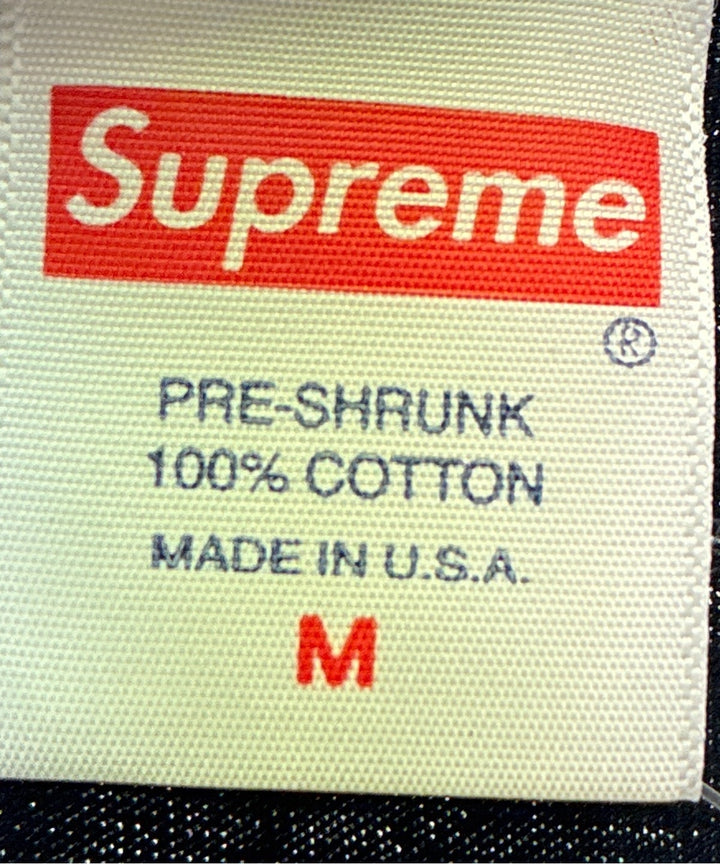 Supreme
®
PRE-SHRUNK
100% COTTON
MADE IN U.S.A.
M